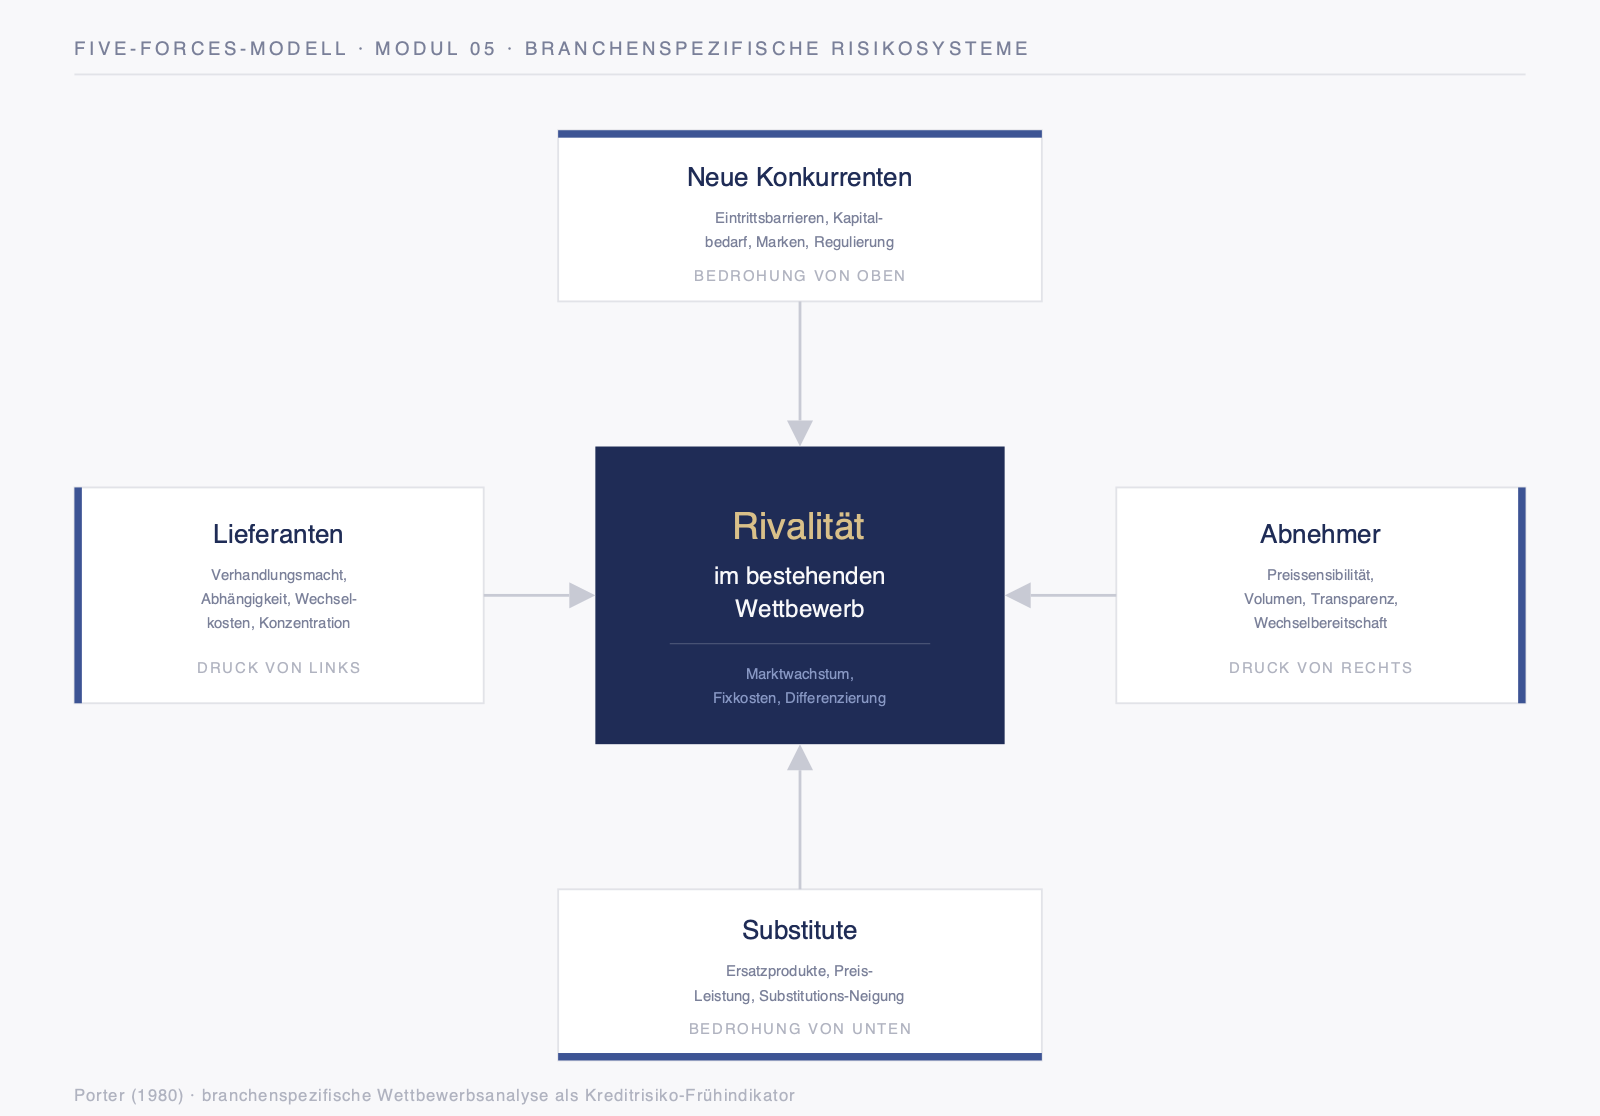 FIVE-FORCES-MODELL · MODUL 05 · BRANCHENSPEZIFISCHE RISIKOSYSTEME
Neue Konkurrenten
Eintrittsbarrieren, Kapital-
bedarf, Marken, Regulierung
BEDROHUNG VON OBEN
Lieferanten
Verhandlungsmacht,
Abhängigkeit, Wechsel-
kosten, Konzentration
DRUCK VON LINKS
Rivalität
im bestehenden
Wettbewerb
Marktwachstum,
Fixkosten, Differenzierung
Abnehmer
Preissensibilität,
Volumen, Transparenz,
Wechselbereitschaft
DRUCK VON RECHTS
Substitute
Ersatzprodukte, Preis-
Leistung, Substitutions-Neigung
BEDROHUNG VON UNTEN
Porter (1980) · branchenspezifische Wettbewerbsanalyse als Kreditrisiko-Frühindikator